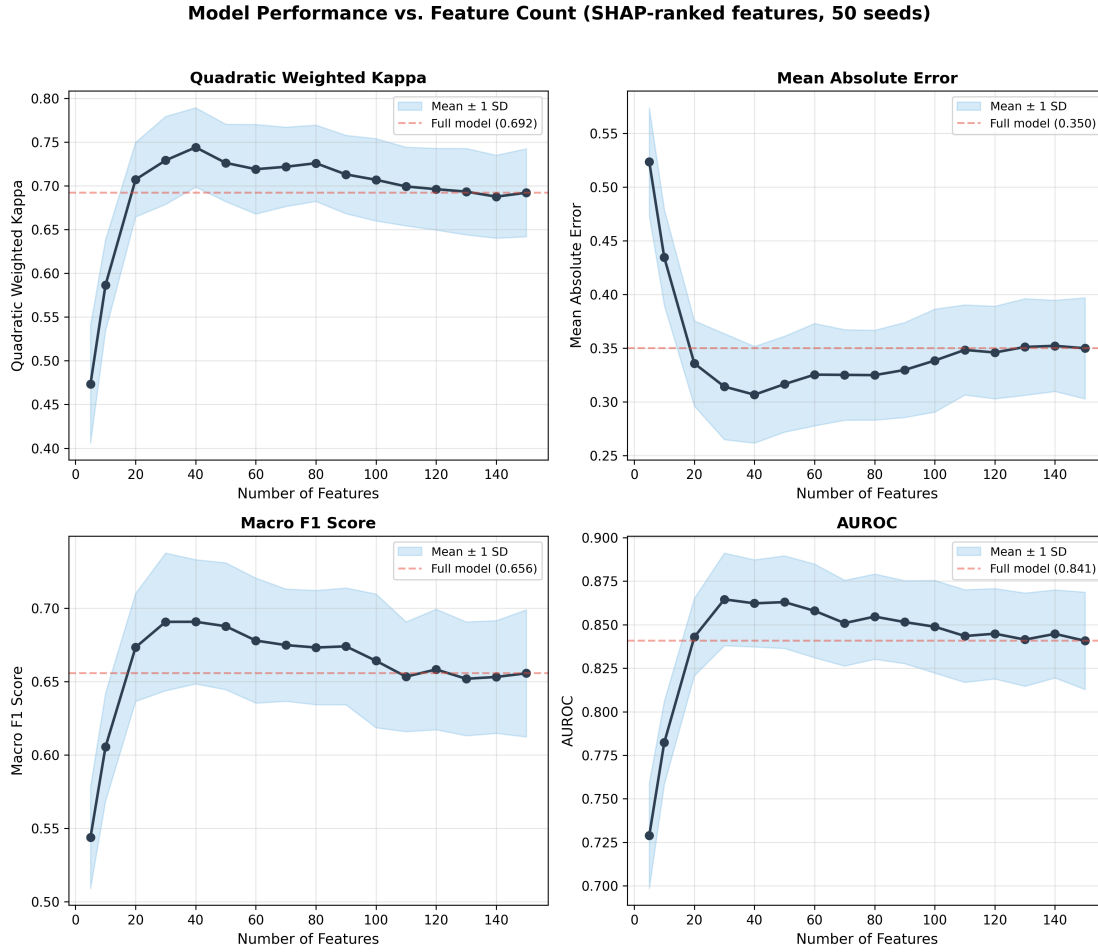 Model Performance vs. Feature Count (SHAP-ranked features, 50 seeds)
Quadratic Weighted Kappa
Mean ± 1 SD
Full model (0.692)
0.80
0.75
0.70
0.65
0.60
0.55
0.50
0.45
0.40
Quadratic Weighted Kappa
0 20 40 60 80 100 120 140
Number of Features
Mean Absolute Error
Mean ± 1 SD
Full model (0.350)
0.55
0.50
0.45
0.40
0.35
0.30
0.25
Mean Absolute Error
0 20 40 60 80 100 120 140
Number of Features
Macro F1 Score
Mean ± 1 SD
Full model (0.656)
0.70
0.65
0.60
0.55
0.50
Macro F1 Score
0 20 40 60 80 100 120 140
Number of Features
AUROC
Mean ± 1 SD
Full model (0.841)
0.900
0.875
0.850
0.825
0.800
0.775
0.750
0.725
0.700
AUROC
0 20 40 60 80 100 120 140
Number of Features